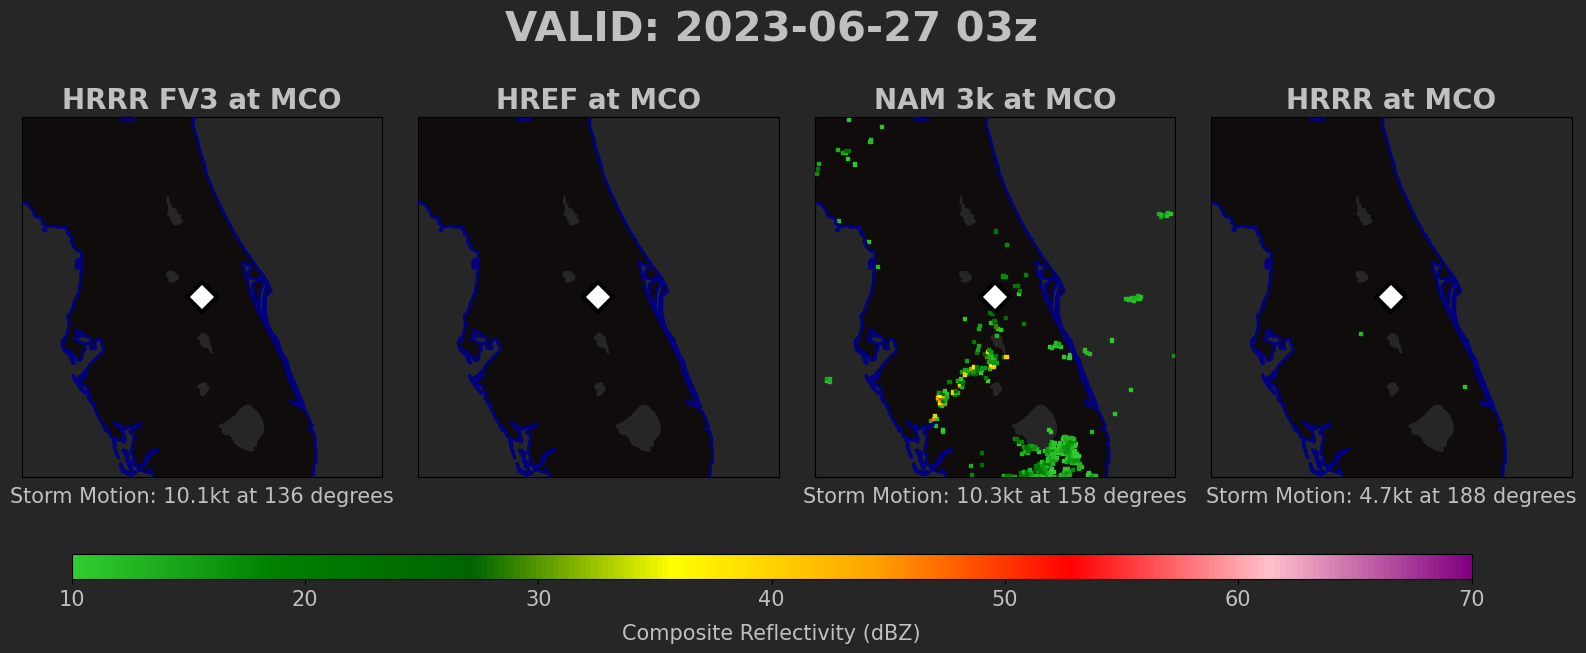 VALID: 2023-06-27 03z
HRRR FV3 at MCO
HREF at MCO
NAM 3k at MCO
HRRR at MCO
Storm Motion: 10.1kt at 136 degrees
Storm Motion: 10.3kt at 158 degrees
Storm Motion: 4.7kt at 188 degrees
10 20 30 40 50 60 70
Composite Reflectivity (dBZ)